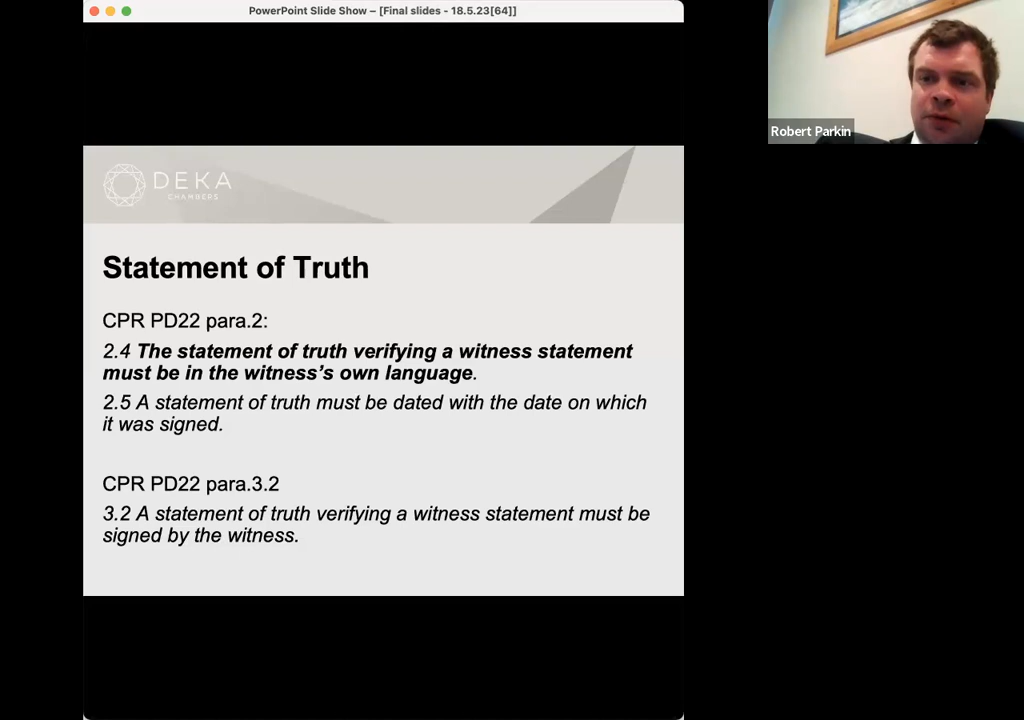 PowerPoint Slide Show – [Final slides - 18.5.23[64]]
Robert Parkin
DEKA
CHAMBERS
Statement of Truth
CPR PD22 para.2:
2.4 The statement of truth verifying a witness statement
must be in the witness’s own language.
2.5 A statement of truth must be dated with the date on which
it was signed.
CPR PD22 para.3.2
3.2 A statement of truth verifying a witness statement must be
signed by the witness.